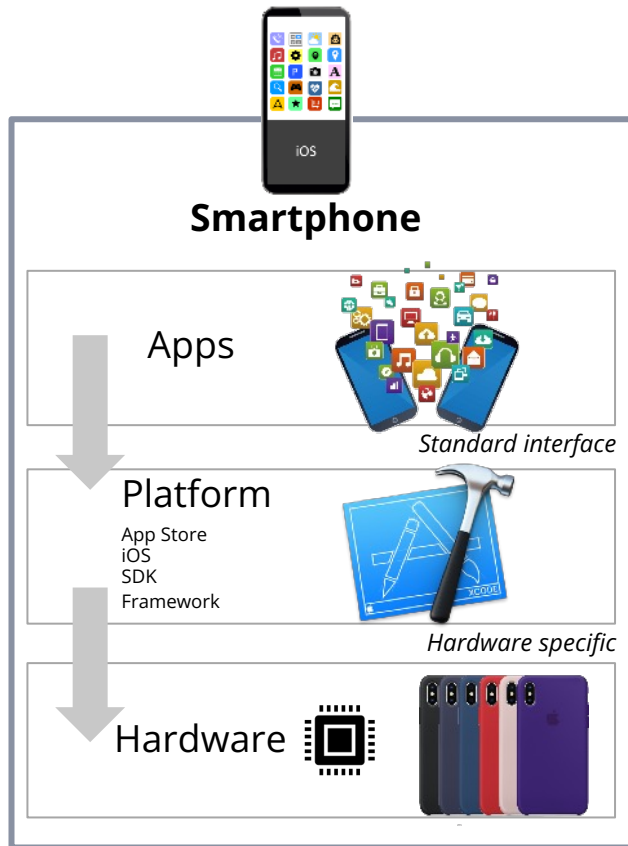 iOS
Smartphone
Apps
Standard interface
Platform
App Store
iOS
SDK
Framework
XCODE
Hardware specific
Hardware